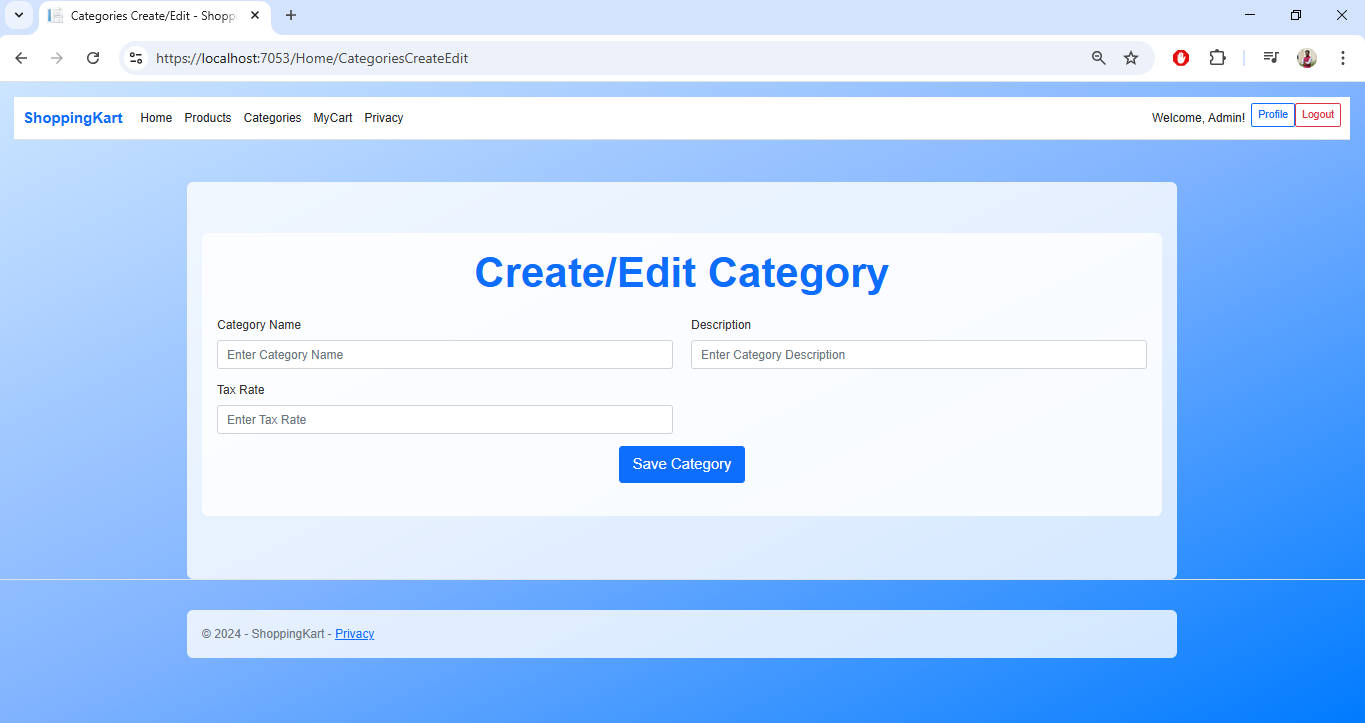 Categories Create/Edit - Shopp
https://localhost:7053/Home/CategoriesCreateEdit
ShoppingKart Home Products Categories MyCart Privacy Welcome, Admin! Profile Logout
Create/Edit Category
Category Name Description
Enter Category Name Enter Category Description
Tax Rate
Enter Tax Rate
Save Category
© 2024 - ShoppingKart - Privacy